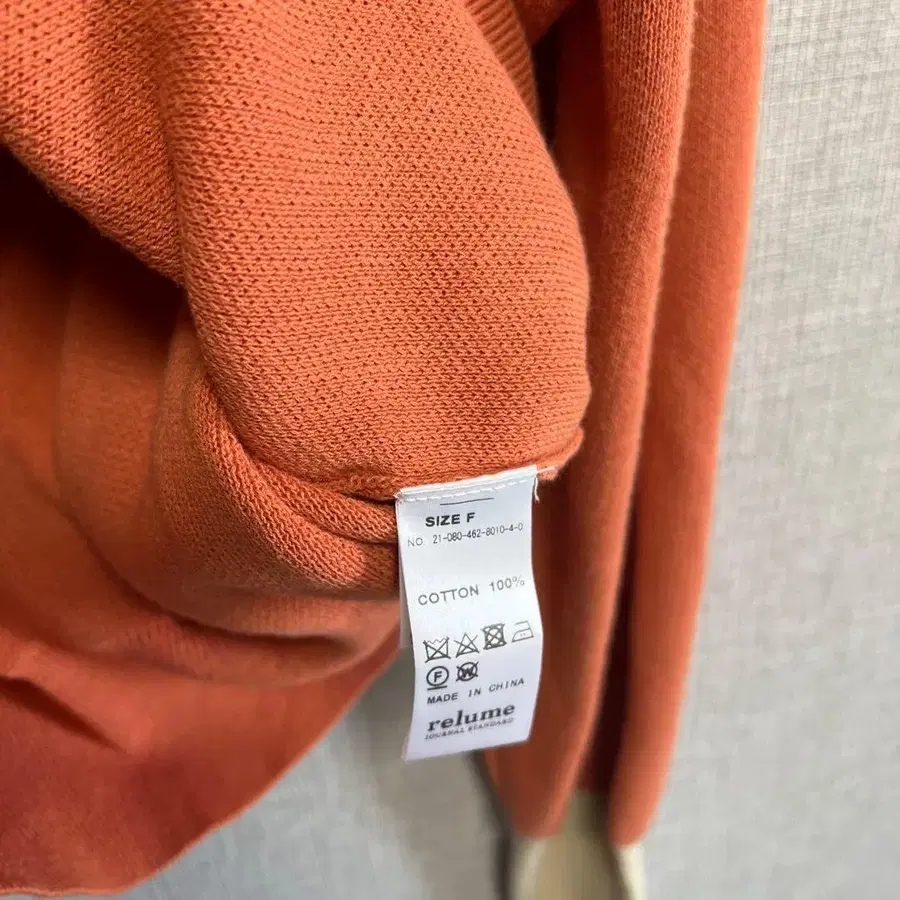 SIZE F
NO. 21-080-462-8010-4-0
COTTON 100%
F W
MADE IN CHINA
relume
JOURNAL STANDARD